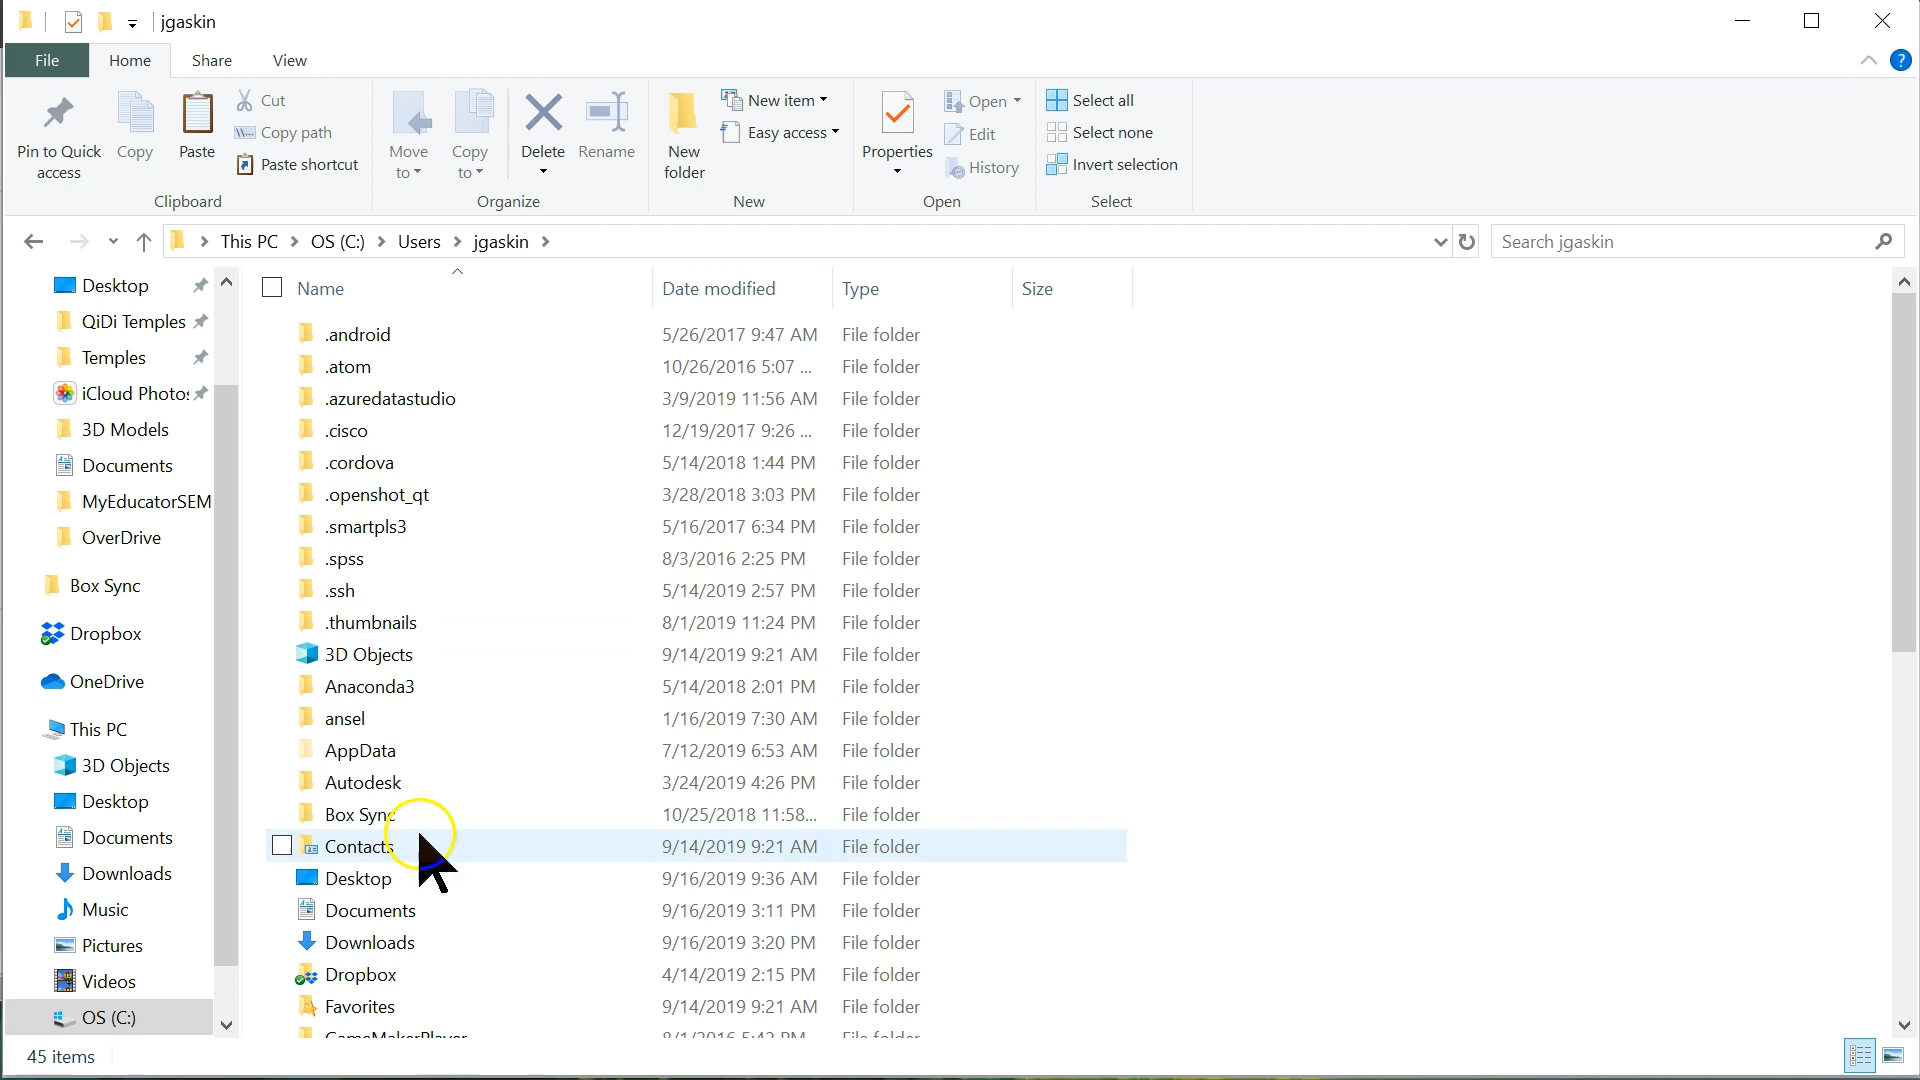 jgaskin
File Home Share View
Pin to Quick access
Copy
Paste
Cut
Copy path
Paste shortcut
Clipboard
Move to
Copy to
Delete
Rename
Organize
New folder
New item
Easy access
New
Properties
Open
Edit
History
Open
Select all
Select none
Invert selection
Select
This PC > OS (C:) > Users > jgaskin >
Search jgaskin
Desktop
QiDi Temples
Temples
iCloud Photo
3D Models
Documents
MyEducatorSEM
OverDrive
Box Sync
Dropbox
OneDrive
This PC
3D Objects
Desktop
Documents
Downloads
Music
Pictures
Videos
OS (C:)
Name Date modified Type Size
.android 5/26/2017 9:47 AM File folder
.atom 10/26/2016 5:07 ... File folder
.azuredatastudio 3/9/2019 11:56 AM File folder
.cisco 12/19/2017 9:26 ... File folder
.cordova 5/14/2018 1:44 PM File folder
.openshot_qt 3/28/2018 3:03 PM File folder
.smartpls3 5/16/2017 6:34 PM File folder
.spss 8/3/2016 2:25 PM File folder
.ssh 5/14/2019 2:57 PM File folder
.thumbnails 8/1/2019 11:24 PM File folder
3D Objects 9/14/2019 9:21 AM File folder
Anaconda3 5/14/2018 2:01 PM File folder
ansel 1/16/2019 7:30 AM File folder
AppData 7/12/2019 6:53 AM File folder
Autodesk 3/24/2019 4:26 PM File folder
Box Sync 10/25/2018 11:58... File folder
Contacts 9/14/2019 9:21 AM File folder
Desktop 9/16/2019 9:36 AM File folder
Documents 9/16/2019 3:11 PM File folder
Downloads 9/16/2019 3:20 PM File folder
Dropbox 4/14/2019 2:15 PM File folder
Favorites 9/14/2019 9:21 AM File folder
GameMakerPlayer 8/1/2016 5:42 PM File folder
45 items